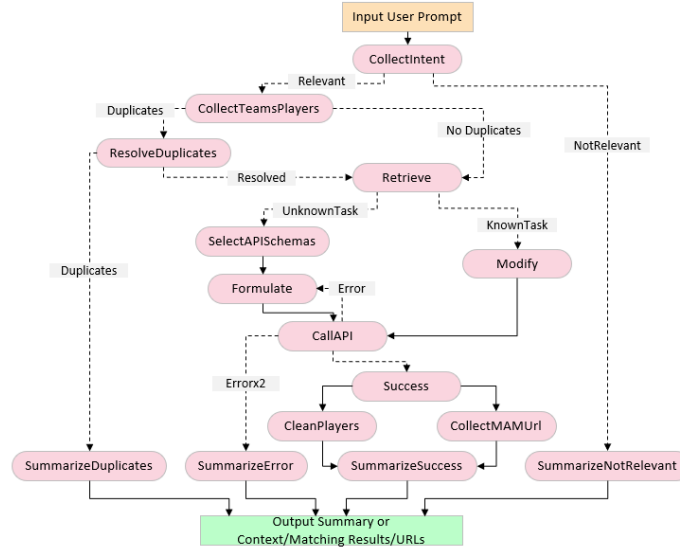 Input User Prompt
CollectIntent
Relevant
CollectTeamsPlayers
Duplicates
No Duplicates
NotRelevant
ResolveDuplicates
Resolved
Retrieve
UnknownTask
KnownTask
SelectAPISchemas
Modify
Duplicates
Formulate
Error
CallAPI
Errorx2
Success
CleanPlayers
CollectMAMUrl
SummarizeDuplicates
SummarizeError
SummarizeSuccess
SummarizeNotRelevant
Output Summary or
Context/Matching Results/URLs